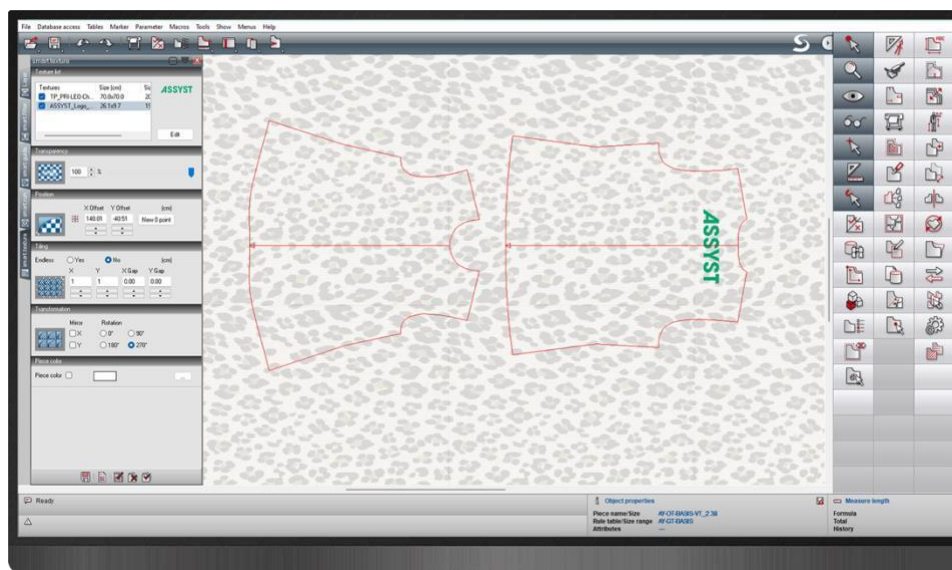 File Database access Tables Marker Parameter Macros Tools Show Menus Help
smart.texture
Texture list
Textures Size (cm)
TP_PRI-LEO-Ch... 70.0x70.0
ASSYST_Logo_ 26.1x9.7
ASSYST
Edit
Transparency
100 %
Position
X Offset Y Offset (cm)
140.01 -40.51 New 0 point
Tiling
Endless Yes No (cm)
X Y X Gap Y Gap
1 1 0.00 0.00
Transformation
Mirror Rotation
X 0° 90°
Y 180° 270°
Piece color
Piece color
ASSYST
Ready
Object properties
Piece name/Size AY-OT-BASIS-VT_2 38
Rule table/Size range AY-GT-BASIS
Attributes ---
Measure length
Formula
Total
History